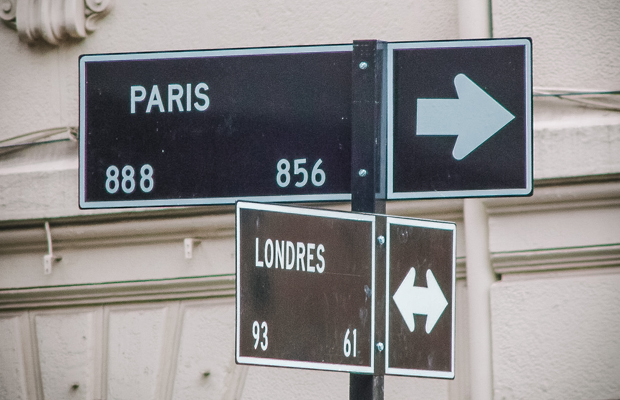 PARIS
888 856
LONDRES
93 61